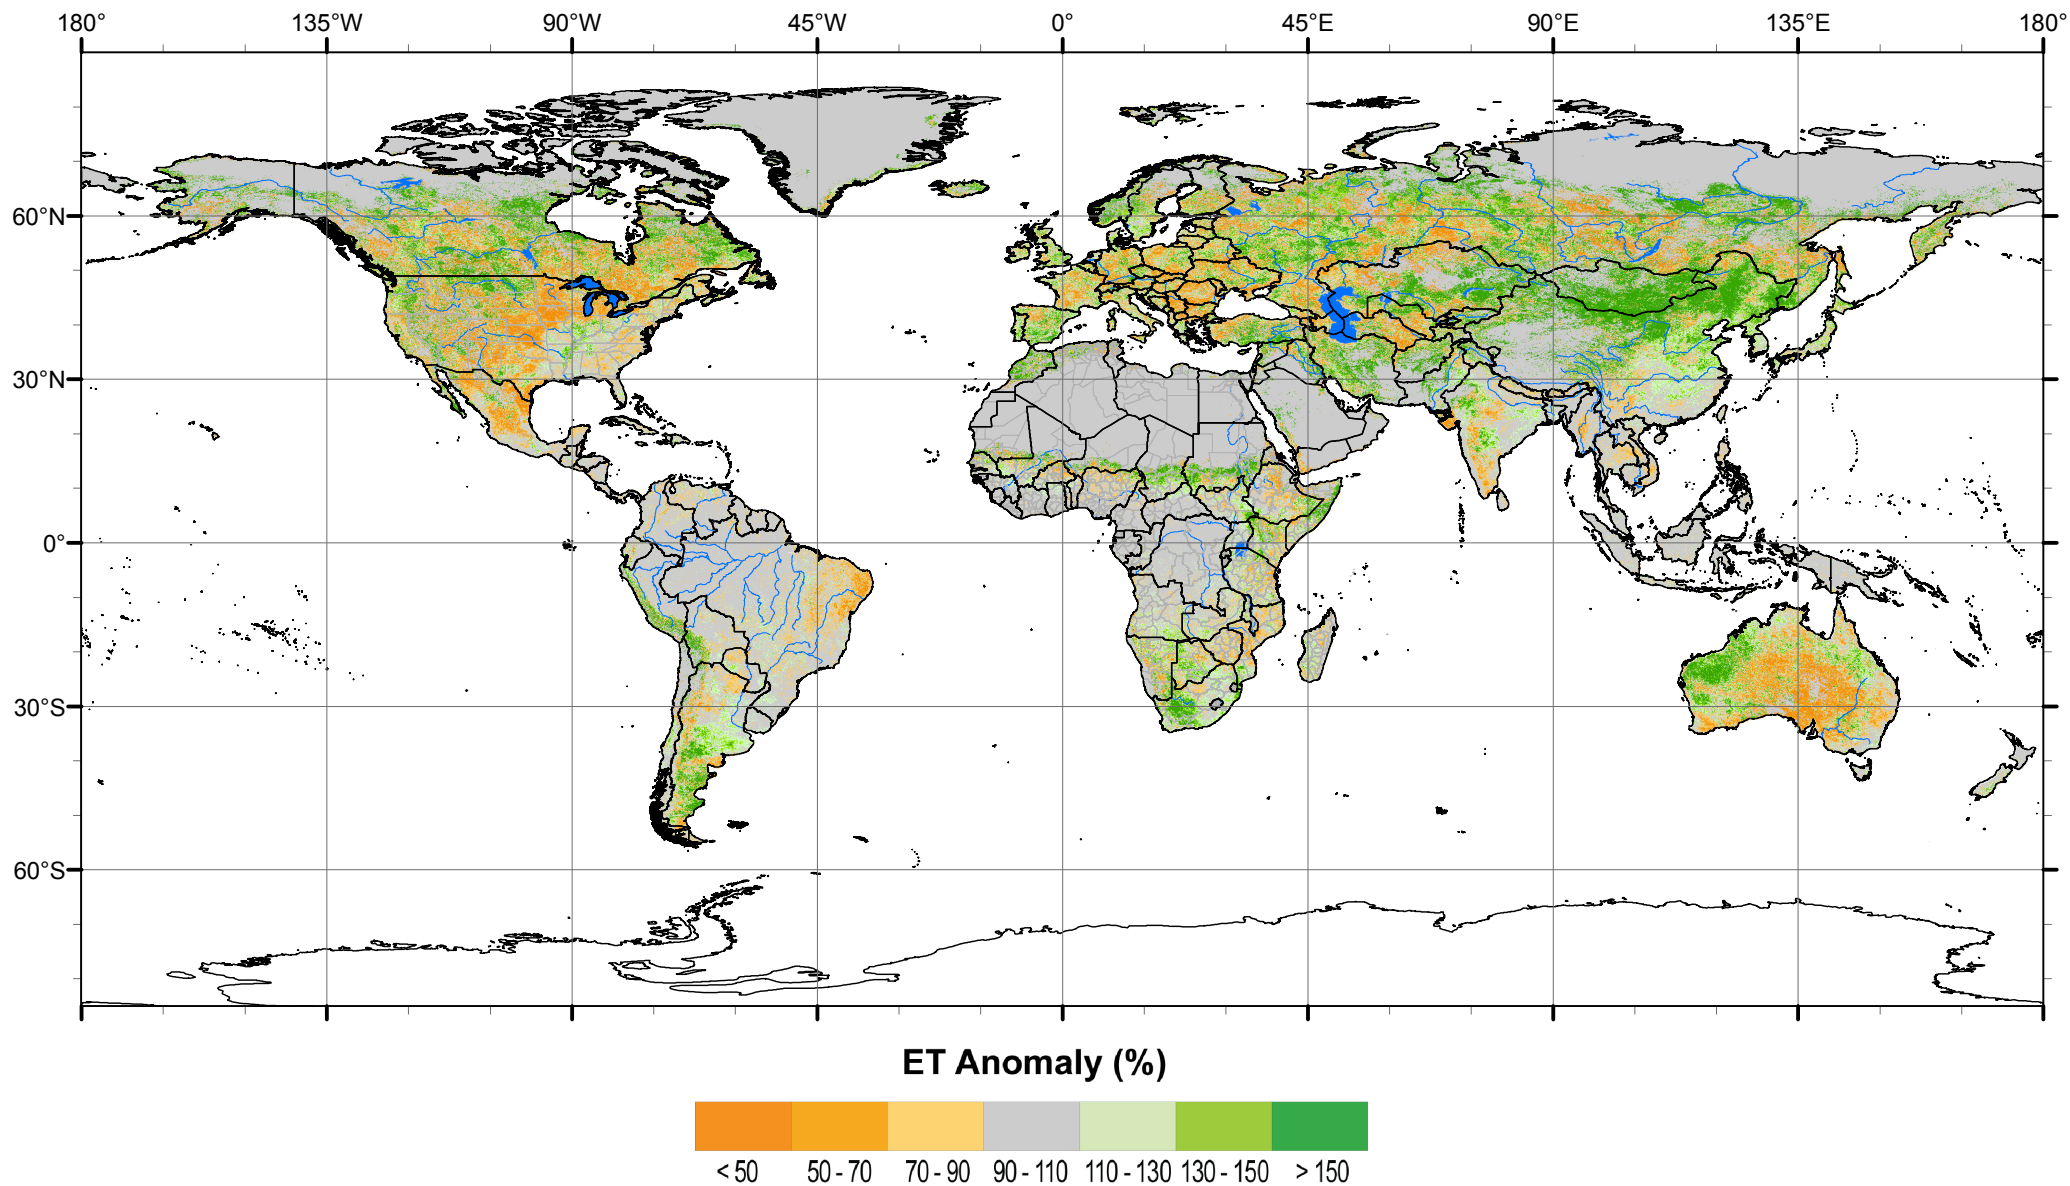 180° 135°W 90°W 45°W 0° 45°E 90°E 135°E 180°
60°N
30°N
0°
30°S
60°S
ET Anomaly (%)
< 50 50 - 70 70 - 90 90 - 110 110 - 130 130 - 150 > 150